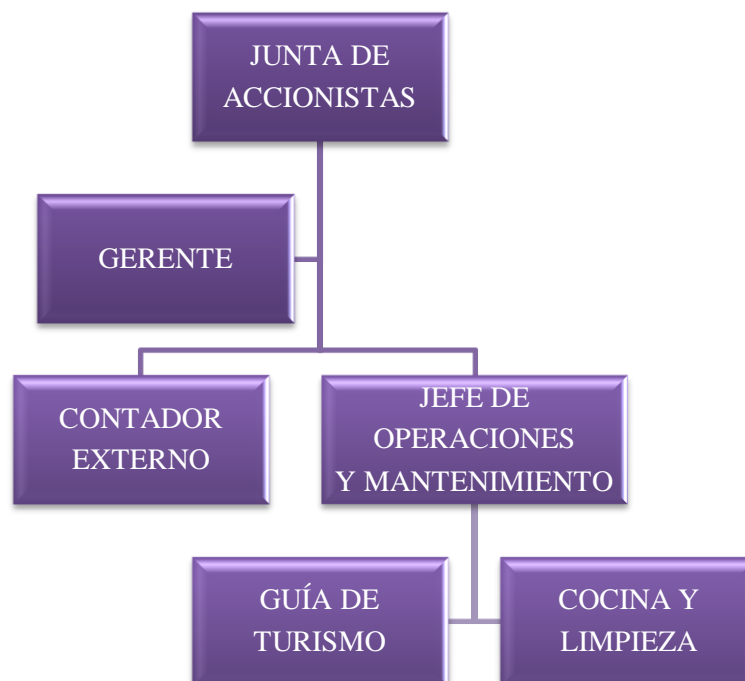 JUNTA DE
ACCIONISTAS
GERENTE
CONTADOR
EXTERNO
JEFE DE
OPERACIONES
Y MANTENIMIENTO
GUÍA DE
TURISMO
COCINA Y
LIMPIEZA